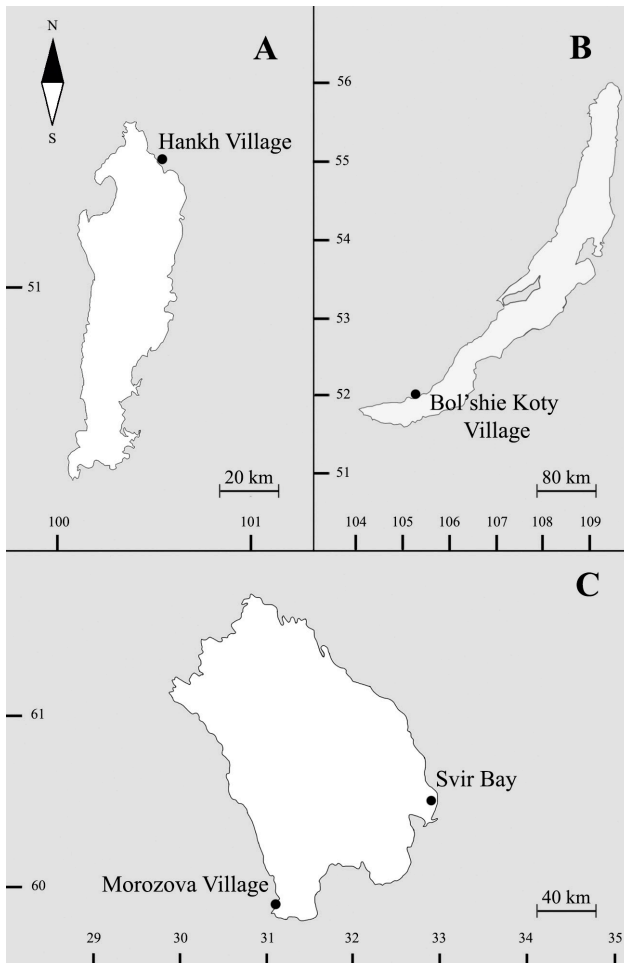 N
S
A
Hankh Village
51
20 km
100
101
B
56
55
54
53
52
51
Bol’shie Koty
Village
80 km
104
105
106
107
108
109
C
61
60
Svir Bay
Morozova Village
40 km
29
30
31
32
33
34
35